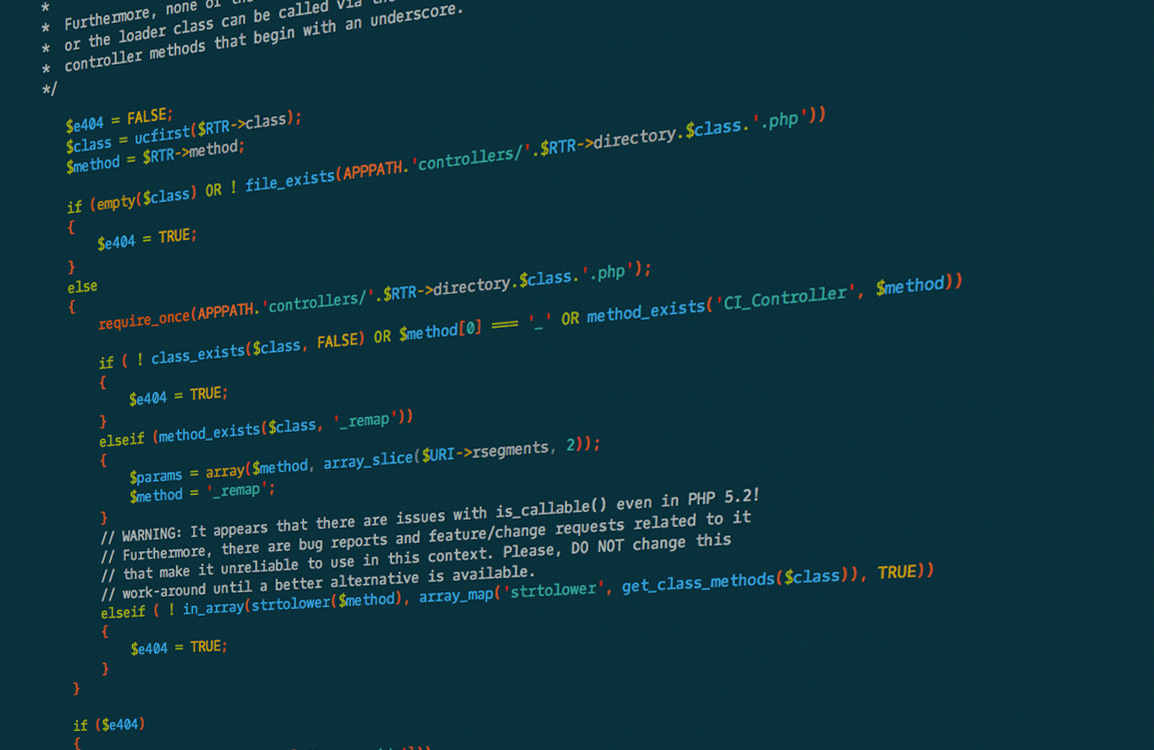 *
* Furthermore, none of the
* or the loader class can be called via the
* controller methods that begin with an underscore.
*/
$e404 = FALSE;
$class = ucfirst($RTR->class);
$method = $RTR->method;
if (empty($class) OR ! file_exists(APPPATH.'controllers/'.$RTR->directory.$class.'.php'))
{
$e404 = TRUE;
}
else
{
require_once(APPPATH.'controllers/'.$RTR->directory.$class.'.php');
if ( ! class_exists($class, FALSE) OR $method[0] === '_' OR method_exists('CI_Controller', $method))
{
$e404 = TRUE;
}
elseif (method_exists($class, '_remap'))
{
$params = array($method, array_slice($URI->rsegments, 2));
$method = '_remap';
}
// WARNING: It appears that there are issues with is_callable() even in PHP 5.2!
// Furthermore, there are bug reports and feature/change requests related to it
// that make it unreliable to use in this context. Please, DO NOT change this
// work-around until a better alternative is available.
elseif ( ! in_array(strtolower($method), array_map('strtolower', get_class_methods($class)), TRUE))
{
$e404 = TRUE;
}
}
if ($e404)
{